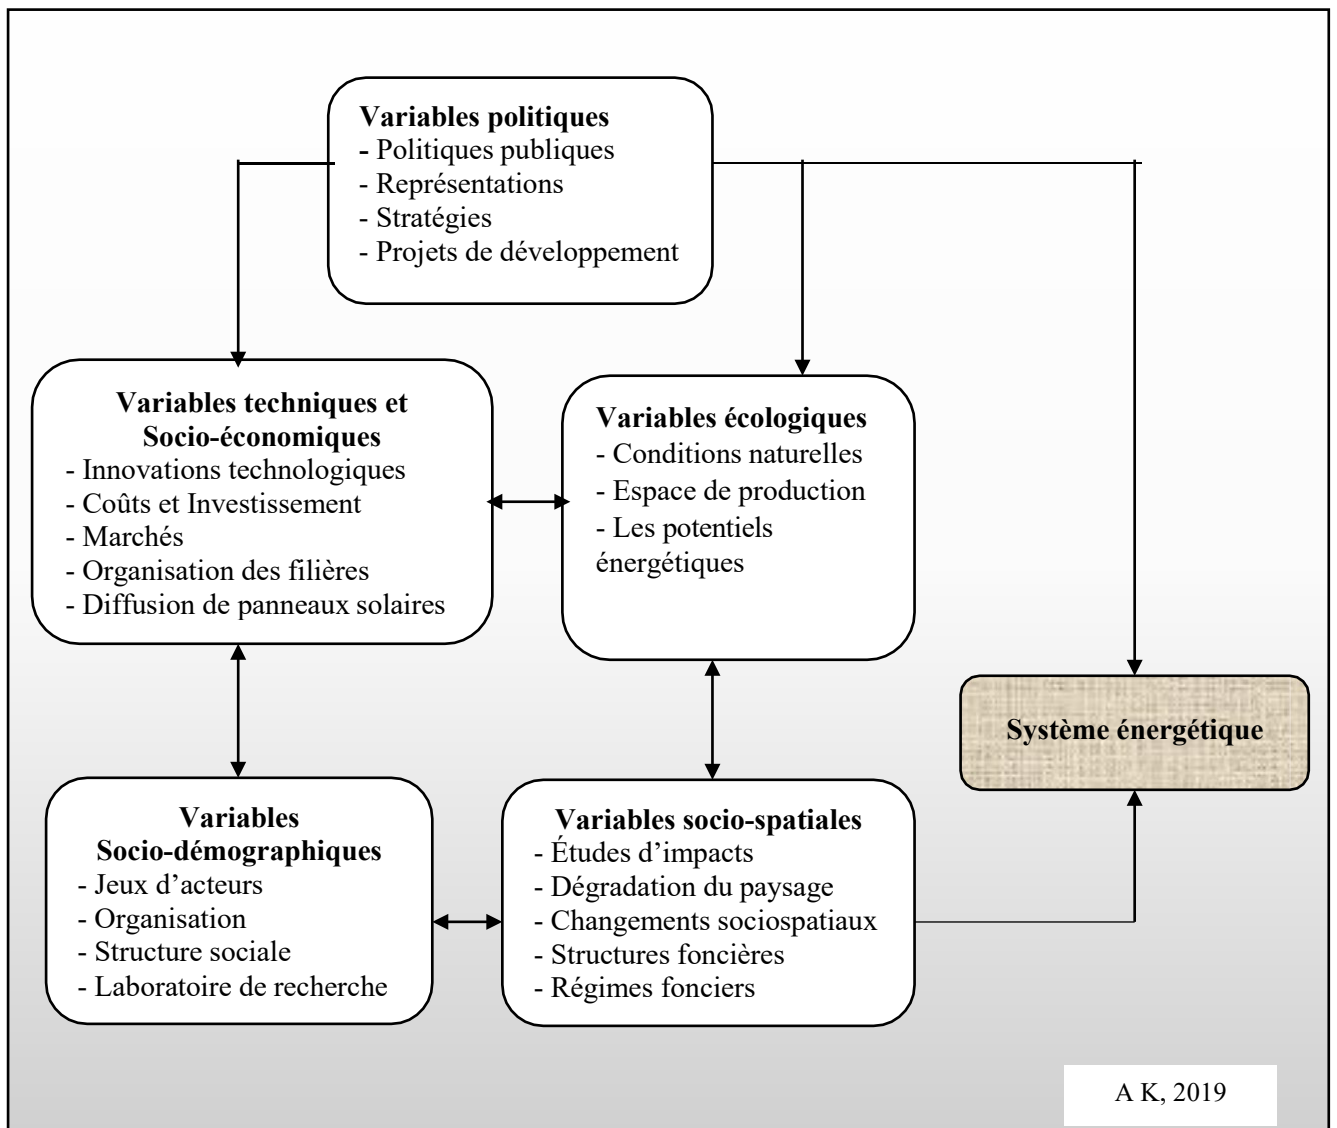 Variables politiques
- Politiques publiques
- Représentations
- Stratégies
- Projets de développement
Variables techniques et
Socio-économiques
- Innovations technologiques
- Coûts et Investissement
- Marchés
- Organisation des filières
- Diffusion de panneaux solaires
Variables écologiques
- Conditions naturelles
- Espace de production
- Les potentiels
énergétiques
Système énergétique
Variables
Socio-démographiques
- Jeux d’acteurs
- Organisation
- Structure sociale
- Laboratoire de recherche
Variables socio-spatiales
- Études d’impacts
- Dégradation du paysage
- Changements sociospatiaux
- Structures foncières
- Régimes fonciers
A K, 2019